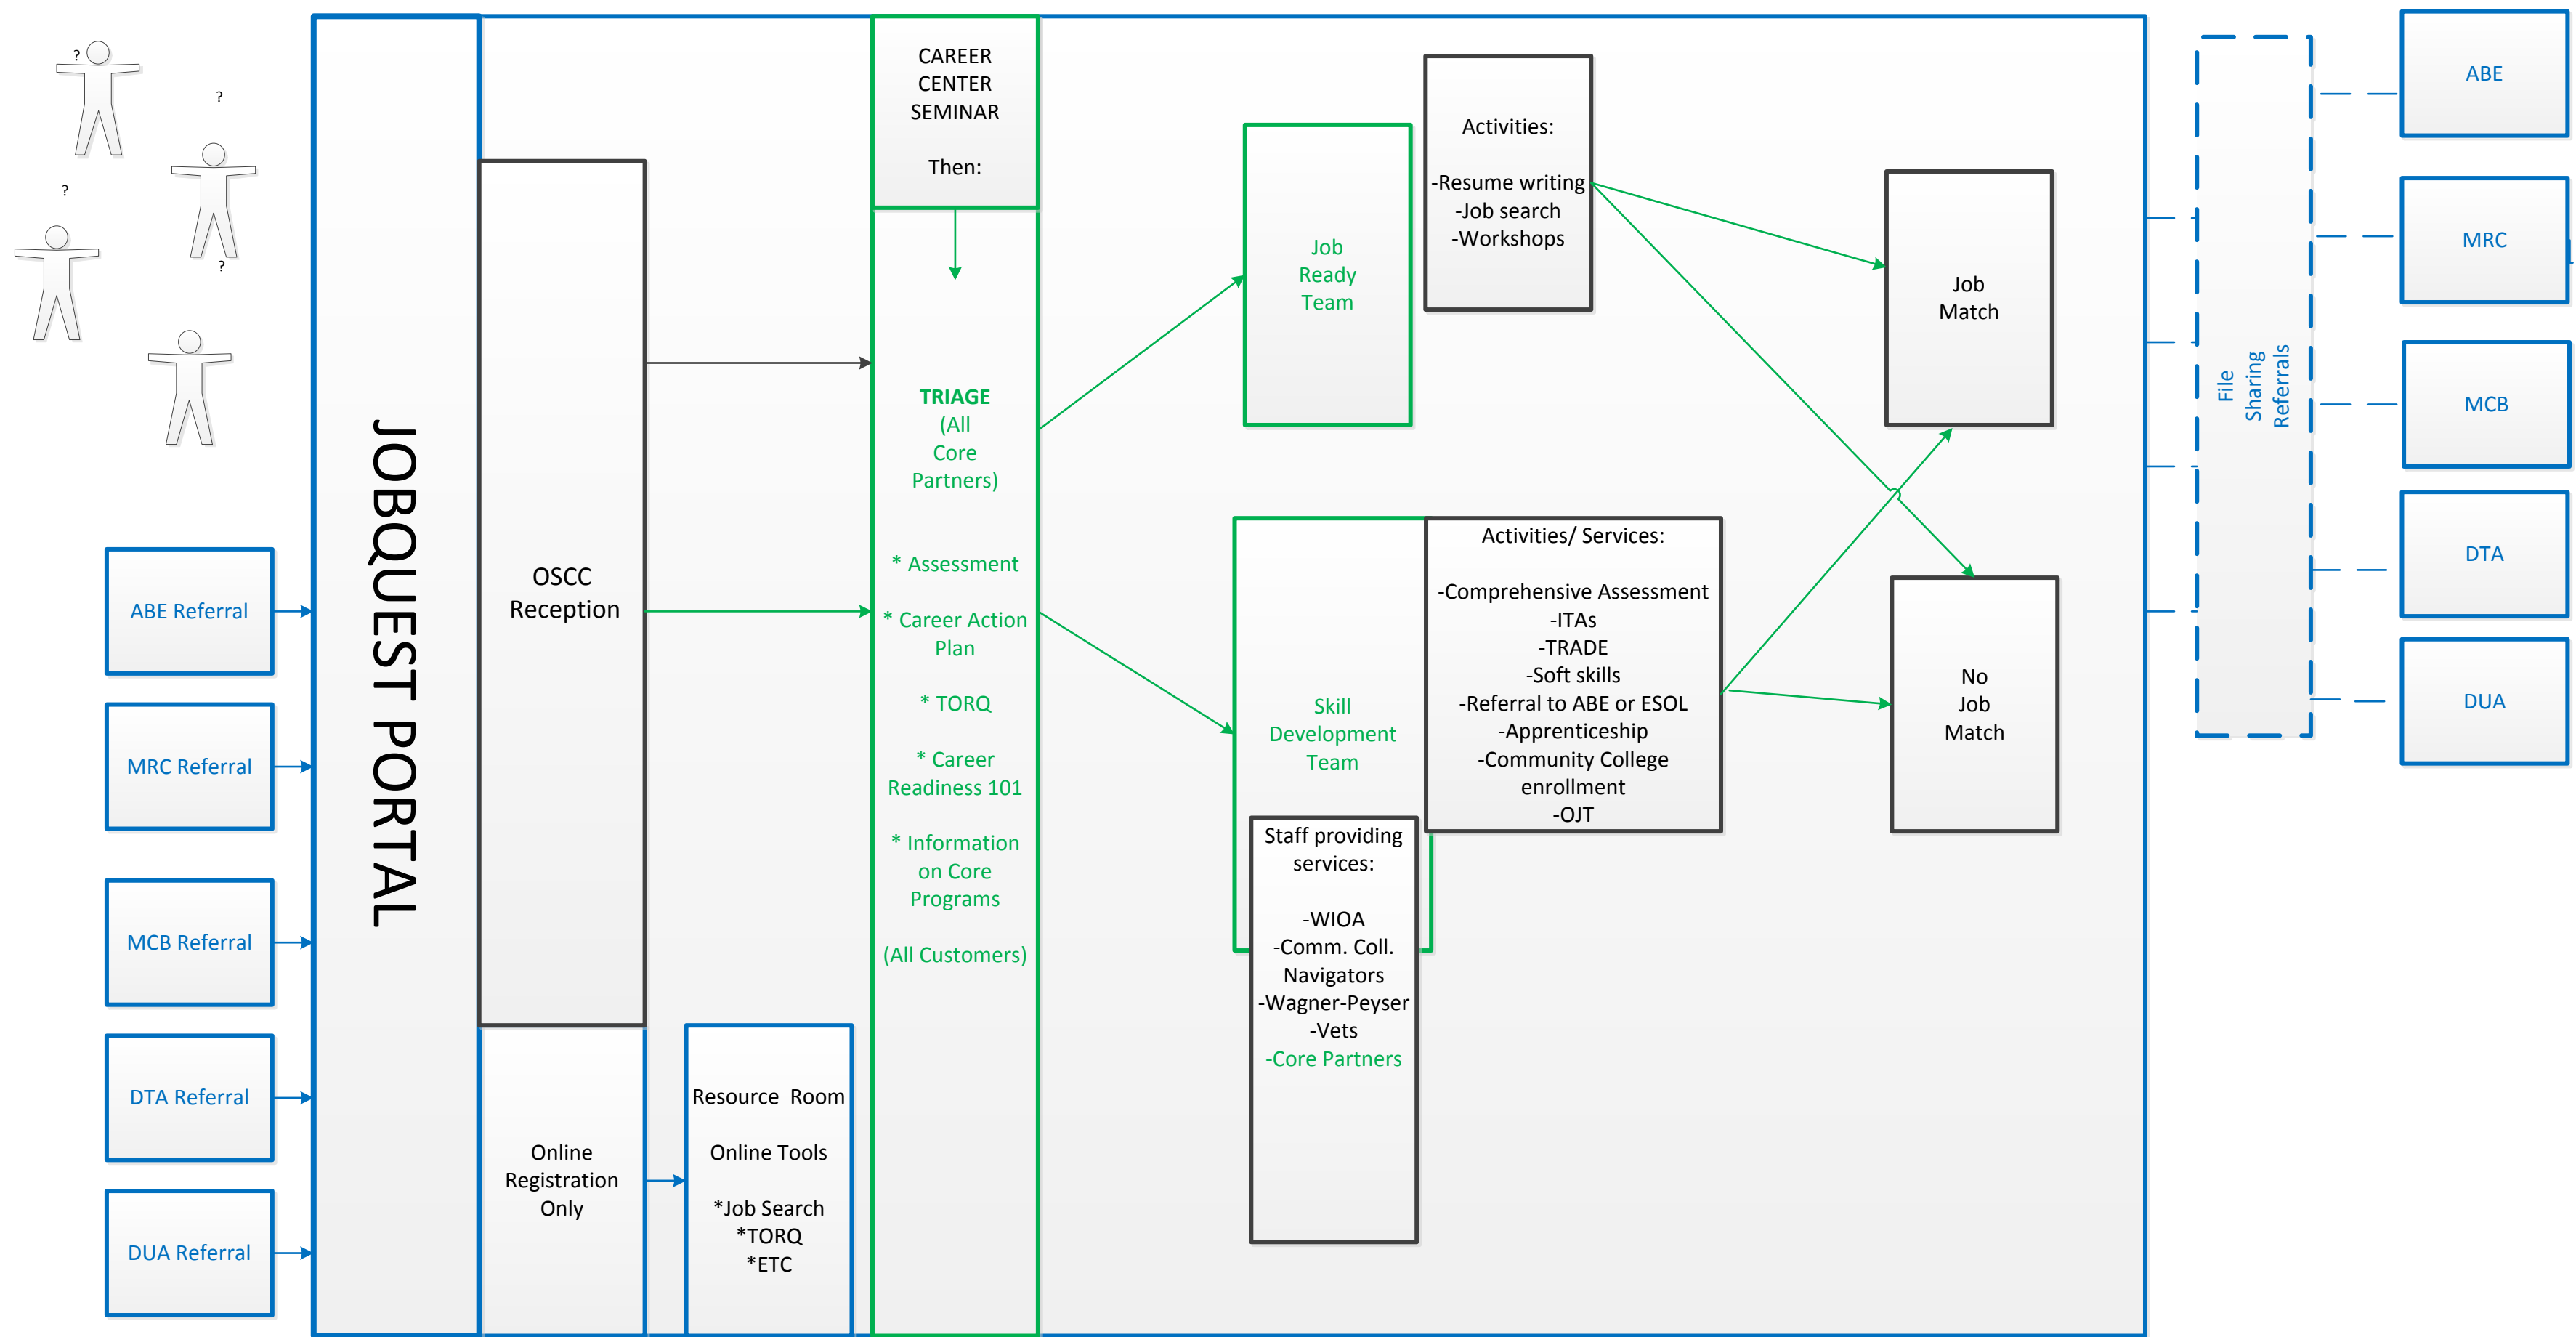 ?
?
?
?
ABE Referral
MRC Referral
MCB Referral
DTA Referral
DUA Referral
JOBQUEST PORTAL
OSCC
Reception
Online
Registration
Only
Resource Room
Online Tools
*Job Search
*TORQ
*ETC
CAREER
CENTER
SEMINAR
Then:
TRIAGE
(All
Core
Partners)
* Assessment
* Career Action
Plan
* TORQ
* Career
Readiness 101
* Information
on Core
Programs
(All Customers)
Job
Ready
Team
Activities:
-Resume writing
-Job search
-Workshops
Skill
Development
Team
Activities/ Services:
-Comprehensive Assessment
-ITAs
-TRADE
-Soft skills
-Referral to ABE or ESOL
-Apprenticeship
-Community College
enrollment
-OJT
Staff providing
services:
-WIOA
-Comm. Coll.
Navigators
-Wagner-Peyser
-Vets
-Core Partners
Job
Match
No
Job
Match
File
Sharing
Referrals
ABE
MRC
MCB
DTA
DUA